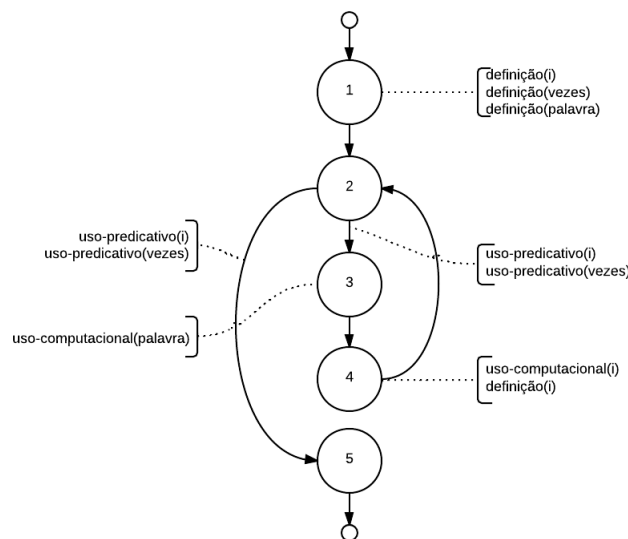 1
definição(i)
definição(vezes)
definição(palavra)
2
uso-predicativo(i)
uso-predicativo(vezes)
uso-predicativo(i)
uso-predicativo(vezes)
3
uso-computacional(palavra)
4
uso-computacional(i)
definição(i)
5